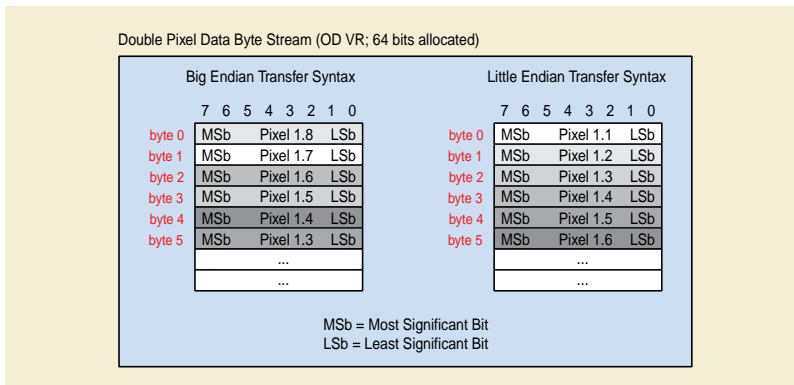 Double Pixel Data Byte Stream (OD VR; 64 bits allocated)
Big Endian Transfer Syntax
7 6 5 4 3 2 1 0
byte 0 MSb Pixel 1.8 LSb
byte 1 MSb Pixel 1.7 LSb
byte 2 MSb Pixel 1.6 LSb
byte 3 MSb Pixel 1.5 LSb
byte 4 MSb Pixel 1.4 LSb
byte 5 MSb Pixel 1.3 LSb
...
...
Little Endian Transfer Syntax
7 6 5 4 3 2 1 0
byte 0 MSb Pixel 1.1 LSb
byte 1 MSb Pixel 1.2 LSb
byte 2 MSb Pixel 1.3 LSb
byte 3 MSb Pixel 1.4 LSb
byte 4 MSb Pixel 1.5 LSb
byte 5 MSb Pixel 1.6 LSb
...
...
MSb = Most Significant Bit
LSb = Least Significant Bit